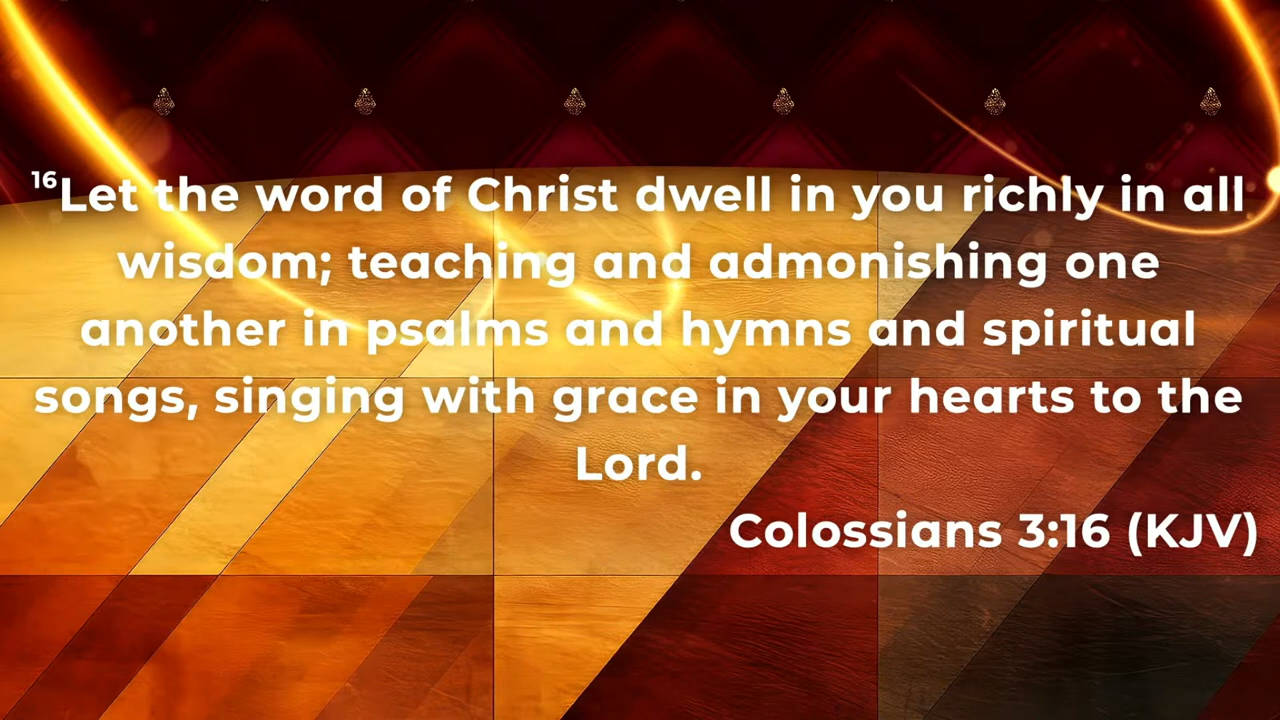 ¹⁶Let the word of Christ dwell in you richly in all
wisdom; teaching and admonishing one
another in psalms and hymns and spiritual
songs, singing with grace in your hearts to the
Lord.
Colossians 3:16 (KJV)